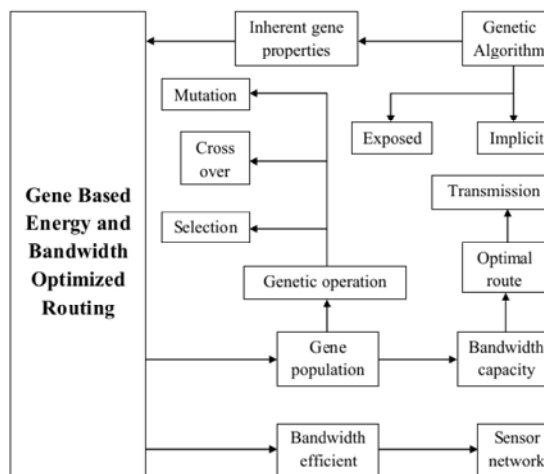 Inherent gene
properties
Genetic
Algorithm
Mutation
Exposed
Implicit
Cross
over
Transmission
Gene Based
Energy and
Bandwidth
Optimized
Routing
Selection
Optimal
route
Genetic operation
Gene
population
Bandwidth
capacity
Bandwidth
efficient
Sensor
network